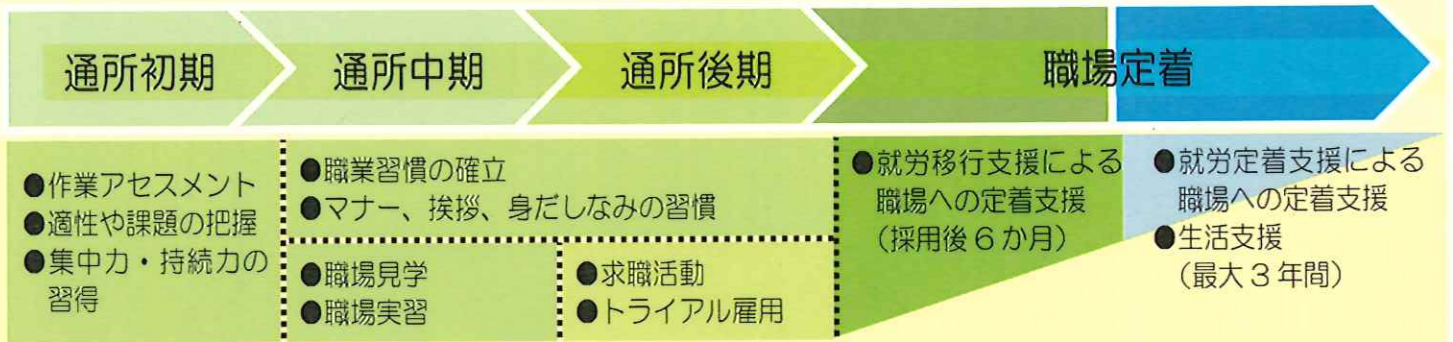 通所初期
通所中期
通所後期
職場定着
●作業アセスメント
●適性や課題の把握
●集中力・持続力の
習得
●職業習慣の確立
●マナー、挨拶、身だしなみの習慣
●職場見学
●職場実習
●求職活動
●トライアル雇用
●就労移行支援による
職場への定着支援
（採用後６か月）
●就労定着支援による
職場への定着支援
●生活支援
（最大３年間）